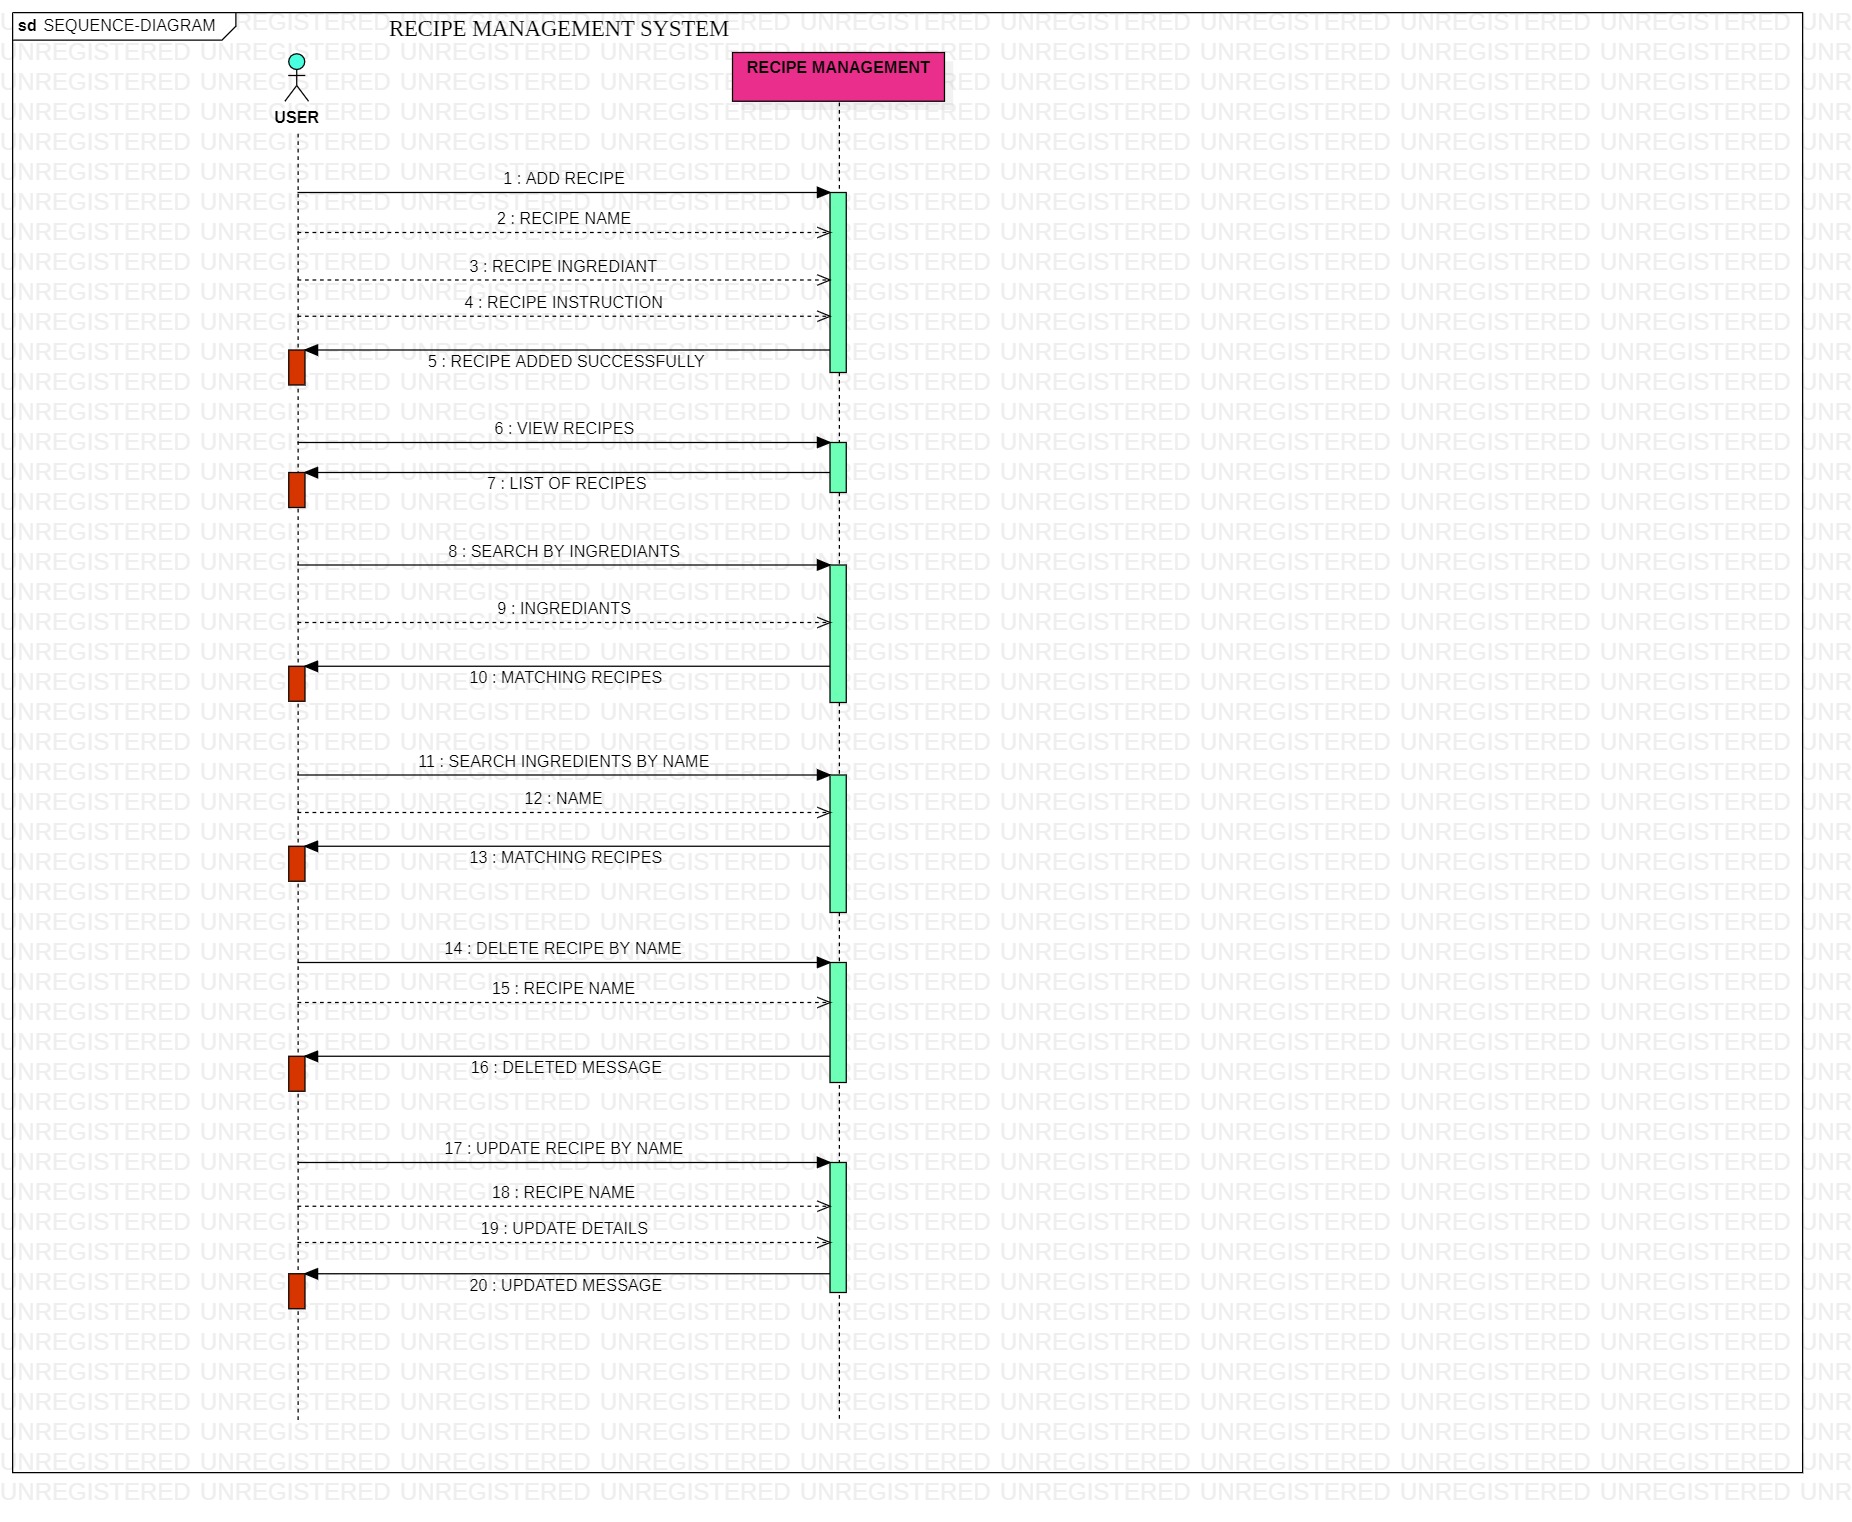 sd SEQUENCE-DIAGRAM
RECIPE MANAGEMENT SYSTEM
RECIPE MANAGEMENT
USER
1 : ADD RECIPE
2 : RECIPE NAME
3 : RECIPE INGREDIANT
4 : RECIPE INSTRUCTION
5 : RECIPE ADDED SUCCESSFULLY
6 : VIEW RECIPES
7 : LIST OF RECIPES
8 : SEARCH BY INGREDIANTS
9 : INGREDIANTS
10 : MATCHING RECIPES
11 : SEARCH INGREDIENTS BY NAME
12 : NAME
13 : MATCHING RECIPES
14 : DELETE RECIPE BY NAME
15 : RECIPE NAME
16 : DELETED MESSAGE
17 : UPDATE RECIPE BY NAME
18 : RECIPE NAME
19 : UPDATE DETAILS
20 : UPDATED MESSAGE
UNREGISTERED UNREGISTERED UNREGISTERED UNREGISTERED UNREGISTERED UNREGISTERED UNREGISTERED UNREGISTERED UNREGISTERED UNR